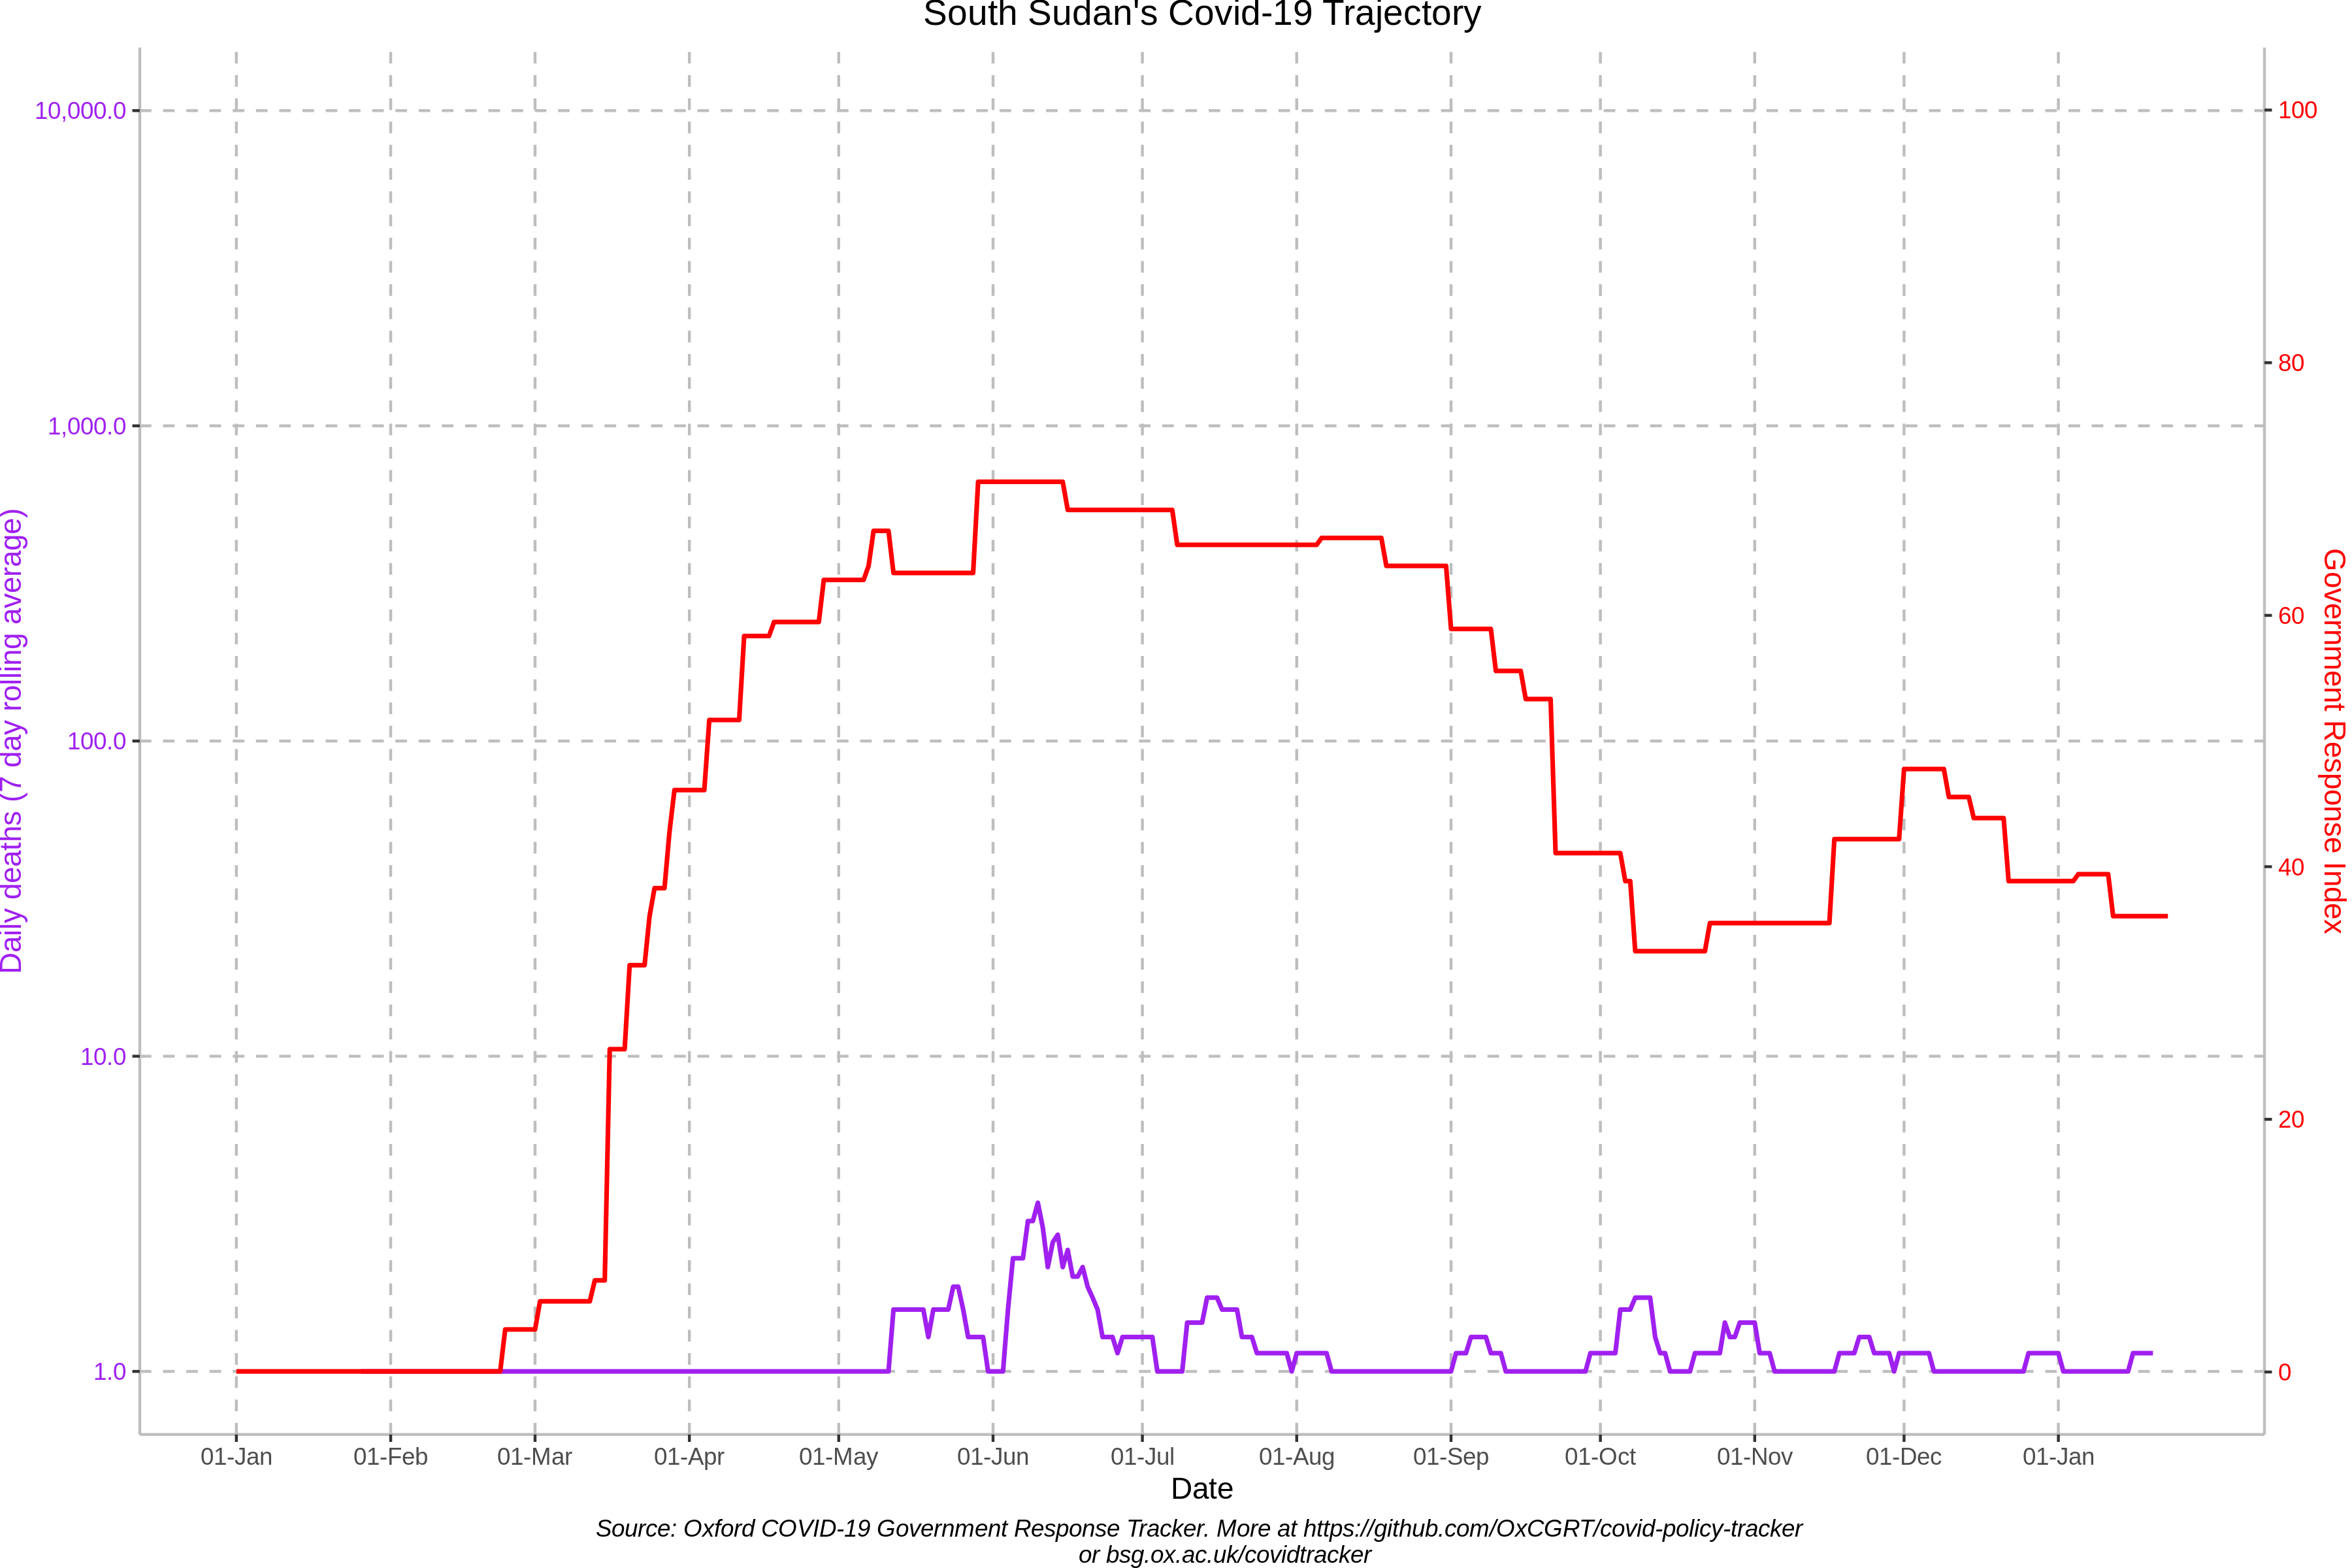 South Sudan's Covid-19 Trajectory
10,000.0
1,000.0
100.0
10.0
1.0
Daily deaths (7 day rolling average)
100
80
60
40
20
0
Government Response Index
01-Jan 01-Feb 01-Mar 01-Apr 01-May 01-Jun 01-Jul 01-Aug 01-Sep 01-Oct 01-Nov 01-Dec 01-Jan
Date
Source: Oxford COVID-19 Government Response Tracker. More at https://github.com/OxCGRT/covid-policy-tracker
or bsg.ox.ac.uk/covidtracker